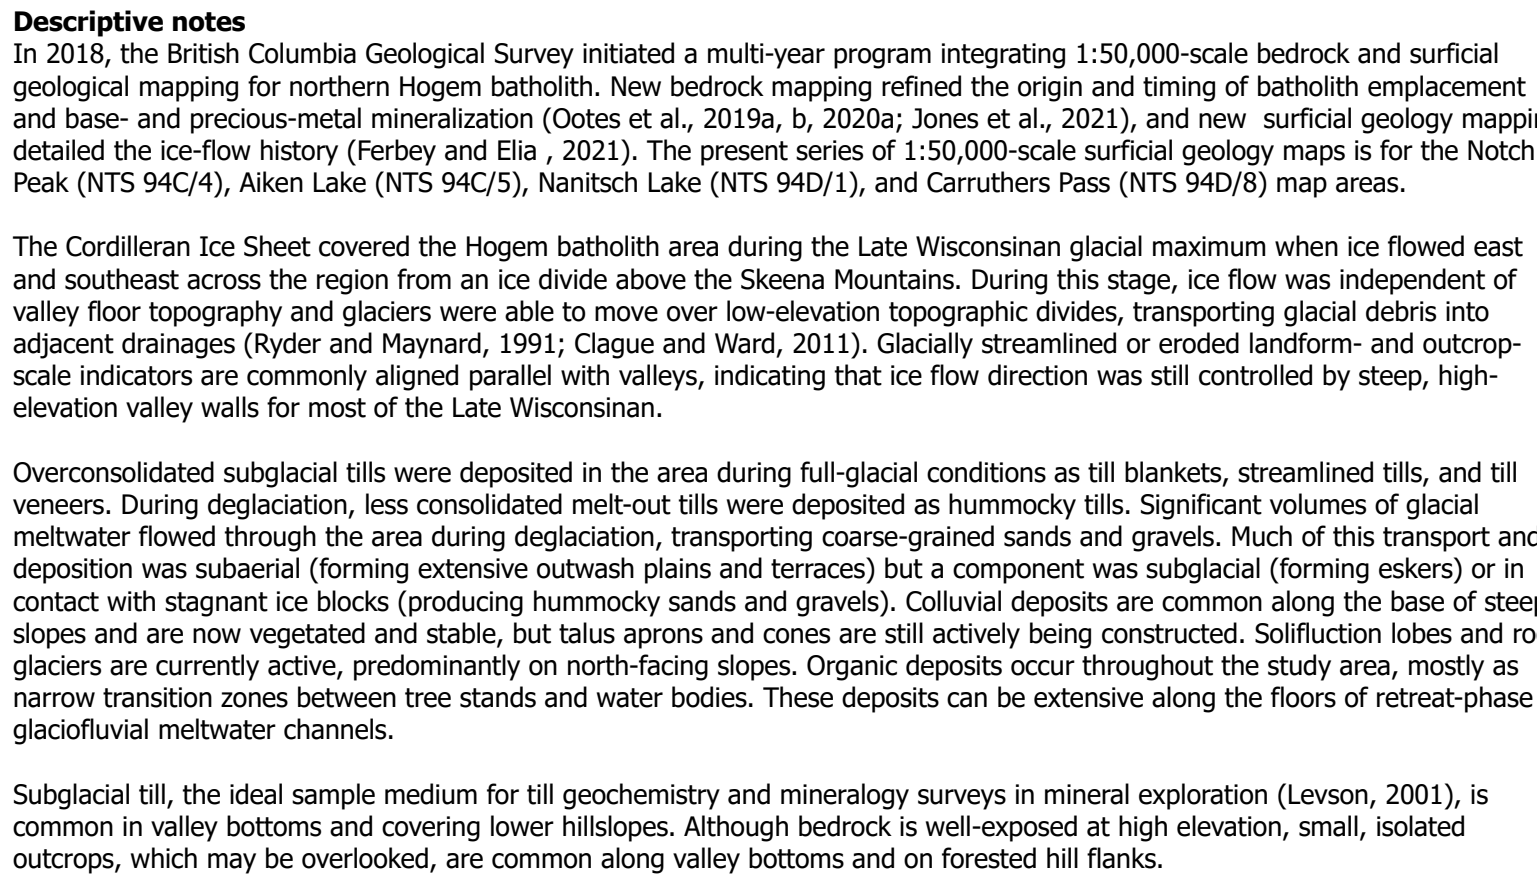 Descriptive notes
In 2018, the British Columbia Geological Survey initiated a multi-year program integrating 1:50,000-scale bedrock and surficial
geological mapping for northern Hogem batholith. New bedrock mapping refined the origin and timing of batholith emplacement
and base- and precious-metal mineralization (Ootes et al., 2019a, b, 2020a; Jones et al., 2021), and new  surficial geology mappin
detailed the ice-flow history (Ferbey and Elia , 2021). The present series of 1:50,000-scale surficial geology maps is for the Notch
Peak (NTS 94C/4), Aiken Lake (NTS 94C/5), Nanitsch Lake (NTS 94D/1), and Carruthers Pass (NTS 94D/8) map areas.
The Cordilleran Ice Sheet covered the Hogem batholith area during the Late Wisconsinan glacial maximum when ice flowed east
and southeast across the region from an ice divide above the Skeena Mountains. During this stage, ice flow was independent of
valley floor topography and glaciers were able to move over low-elevation topographic divides, transporting glacial debris into
adjacent drainages (Ryder and Maynard, 1991; Clague and Ward, 2011). Glacially streamlined or eroded landform- and outcrop-
scale indicators are commonly aligned parallel with valleys, indicating that ice flow direction was still controlled by steep, high-
elevation valley walls for most of the Late Wisconsinan.
Overconsolidated subglacial tills were deposited in the area during full-glacial conditions as till blankets, streamlined tills, and till
veneers. During deglaciation, less consolidated melt-out tills were deposited as hummocky tills. Significant volumes of glacial
meltwater flowed through the area during deglaciation, transporting coarse-grained sands and gravels. Much of this transport and
deposition was subaerial (forming extensive outwash plains and terraces) but a component was subglacial (forming eskers) or in
contact with stagnant ice blocks (producing hummocky sands and gravels). Colluvial deposits are common along the base of steep
slopes and are now vegetated and stable, but talus aprons and cones are still actively being constructed. Solifluction lobes and ro
glaciers are currently active, predominantly on north-facing slopes. Organic deposits occur throughout the study area, mostly as
narrow transition zones between tree stands and water bodies. These deposits can be extensive along the floors of retreat-phase
glaciofluvial meltwater channels.
Subglacial till, the ideal sample medium for till geochemistry and mineralogy surveys in mineral exploration (Levson, 2001), is
common in valley bottoms and covering lower hillslopes. Although bedrock is well-exposed at high elevation, small, isolated
outcrops, which may be overlooked, are common along valley bottoms and on forested hill flanks.